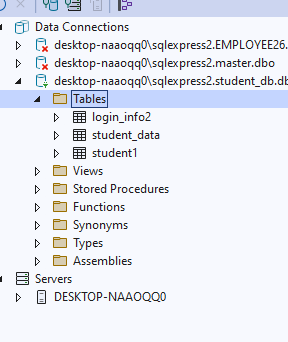 Data Connections
desktop-naaoqq0\sqlexpress2.EMPLOYEE26.
desktop-naaoqq0\sqlexpress2.master.dbo
desktop-naaoqq0\sqlexpress2.student_db.db
Tables
login_info2
student_data
student1
Views
Stored Procedures
Functions
Synonyms
Types
Assemblies
Servers
DESKTOP-NAAOQQ0